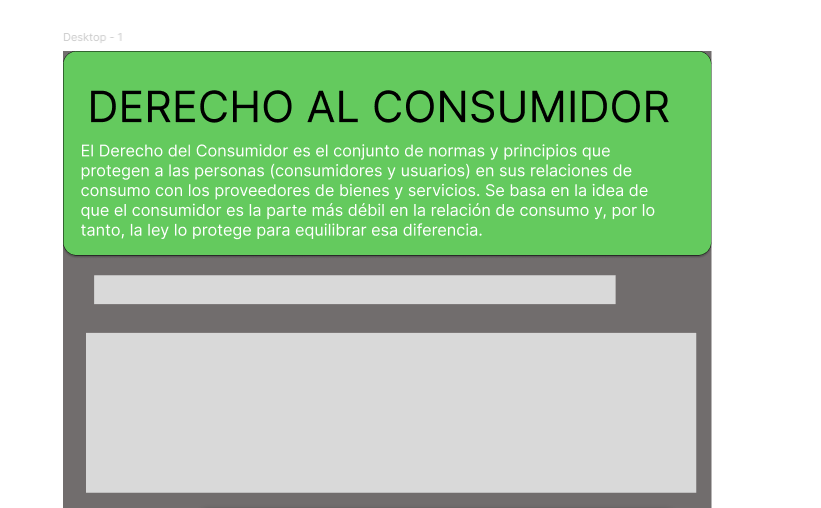 Desktop - 1
DERECHO AL CONSUMIDOR
El Derecho del Consumidor es el conjunto de normas y principios que
protegen a las personas (consumidores y usuarios) en sus relaciones de
consumo con los proveedores de bienes y servicios. Se basa en la idea de
que el consumidor es la parte más débil en la relación de consumo y, por lo
tanto, la ley lo protege para equilibrar esa diferencia.